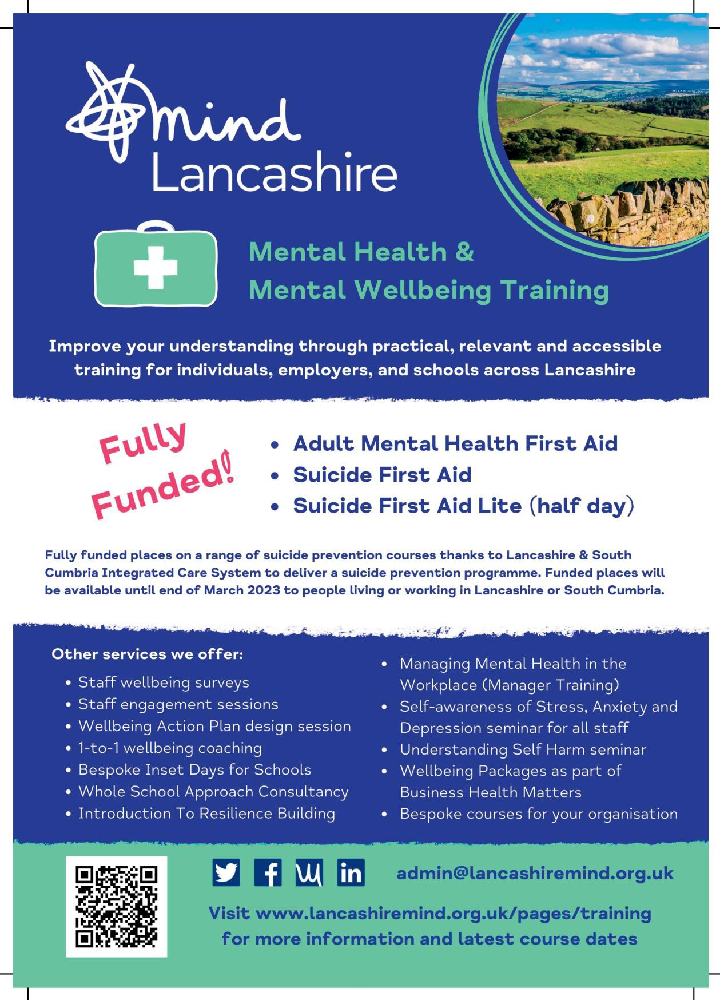 mind
Lancashire
Mental Health &
Mental Wellbeing Training
Improve your understanding through practical, relevant and accessible
training for individuals, employers, and schools across Lancashire
Fully
Funded!
• Adult Mental Health First Aid
• Suicide First Aid
• Suicide First Aid Lite (half day)
Fully funded places on a range of suicide prevention courses thanks to Lancashire & South
Cumbria Integrated Care System to deliver a suicide prevention programme. Funded places will
be available until end of March 2023 to people living or working in Lancashire or South Cumbria.
Other services we offer:
• Staff wellbeing surveys
• Staff engagement sessions
• Wellbeing Action Plan design session
• 1-to-1 wellbeing coaching
• Bespoke Inset Days for Schools
• Whole School Approach Consultancy
• Introduction To Resilience Building
• Managing Mental Health in the
Workplace (Manager Training)
• Self-awareness of Stress, Anxiety and
Depression seminar for all staff
• Understanding Self Harm seminar
• Wellbeing Packages as part of
Business Health Matters
• Bespoke courses for your organisation
admin@lancashiremind.org.uk
Visit www.lancashiremind.org.uk/pages/training
for more information and latest course dates